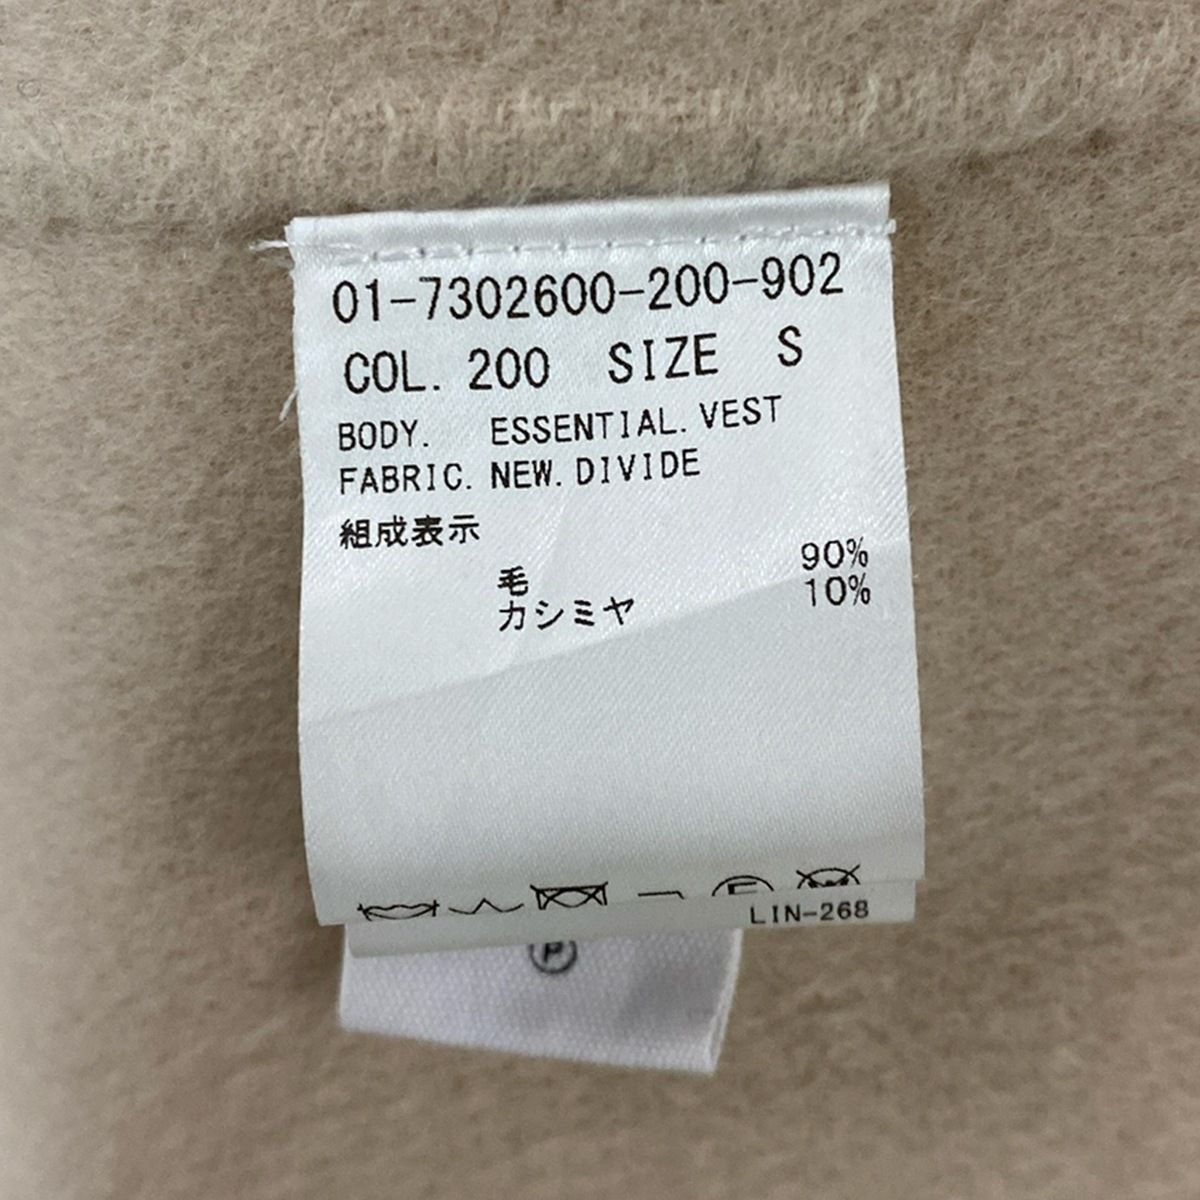 01-7302600-200-902
COL. 200 SIZE S
BODY. ESSENTIAL. VEST
FABRIC. NEW. DIVIDE
組成表示
毛 90%
カシミヤ 10%
LIN-268
P